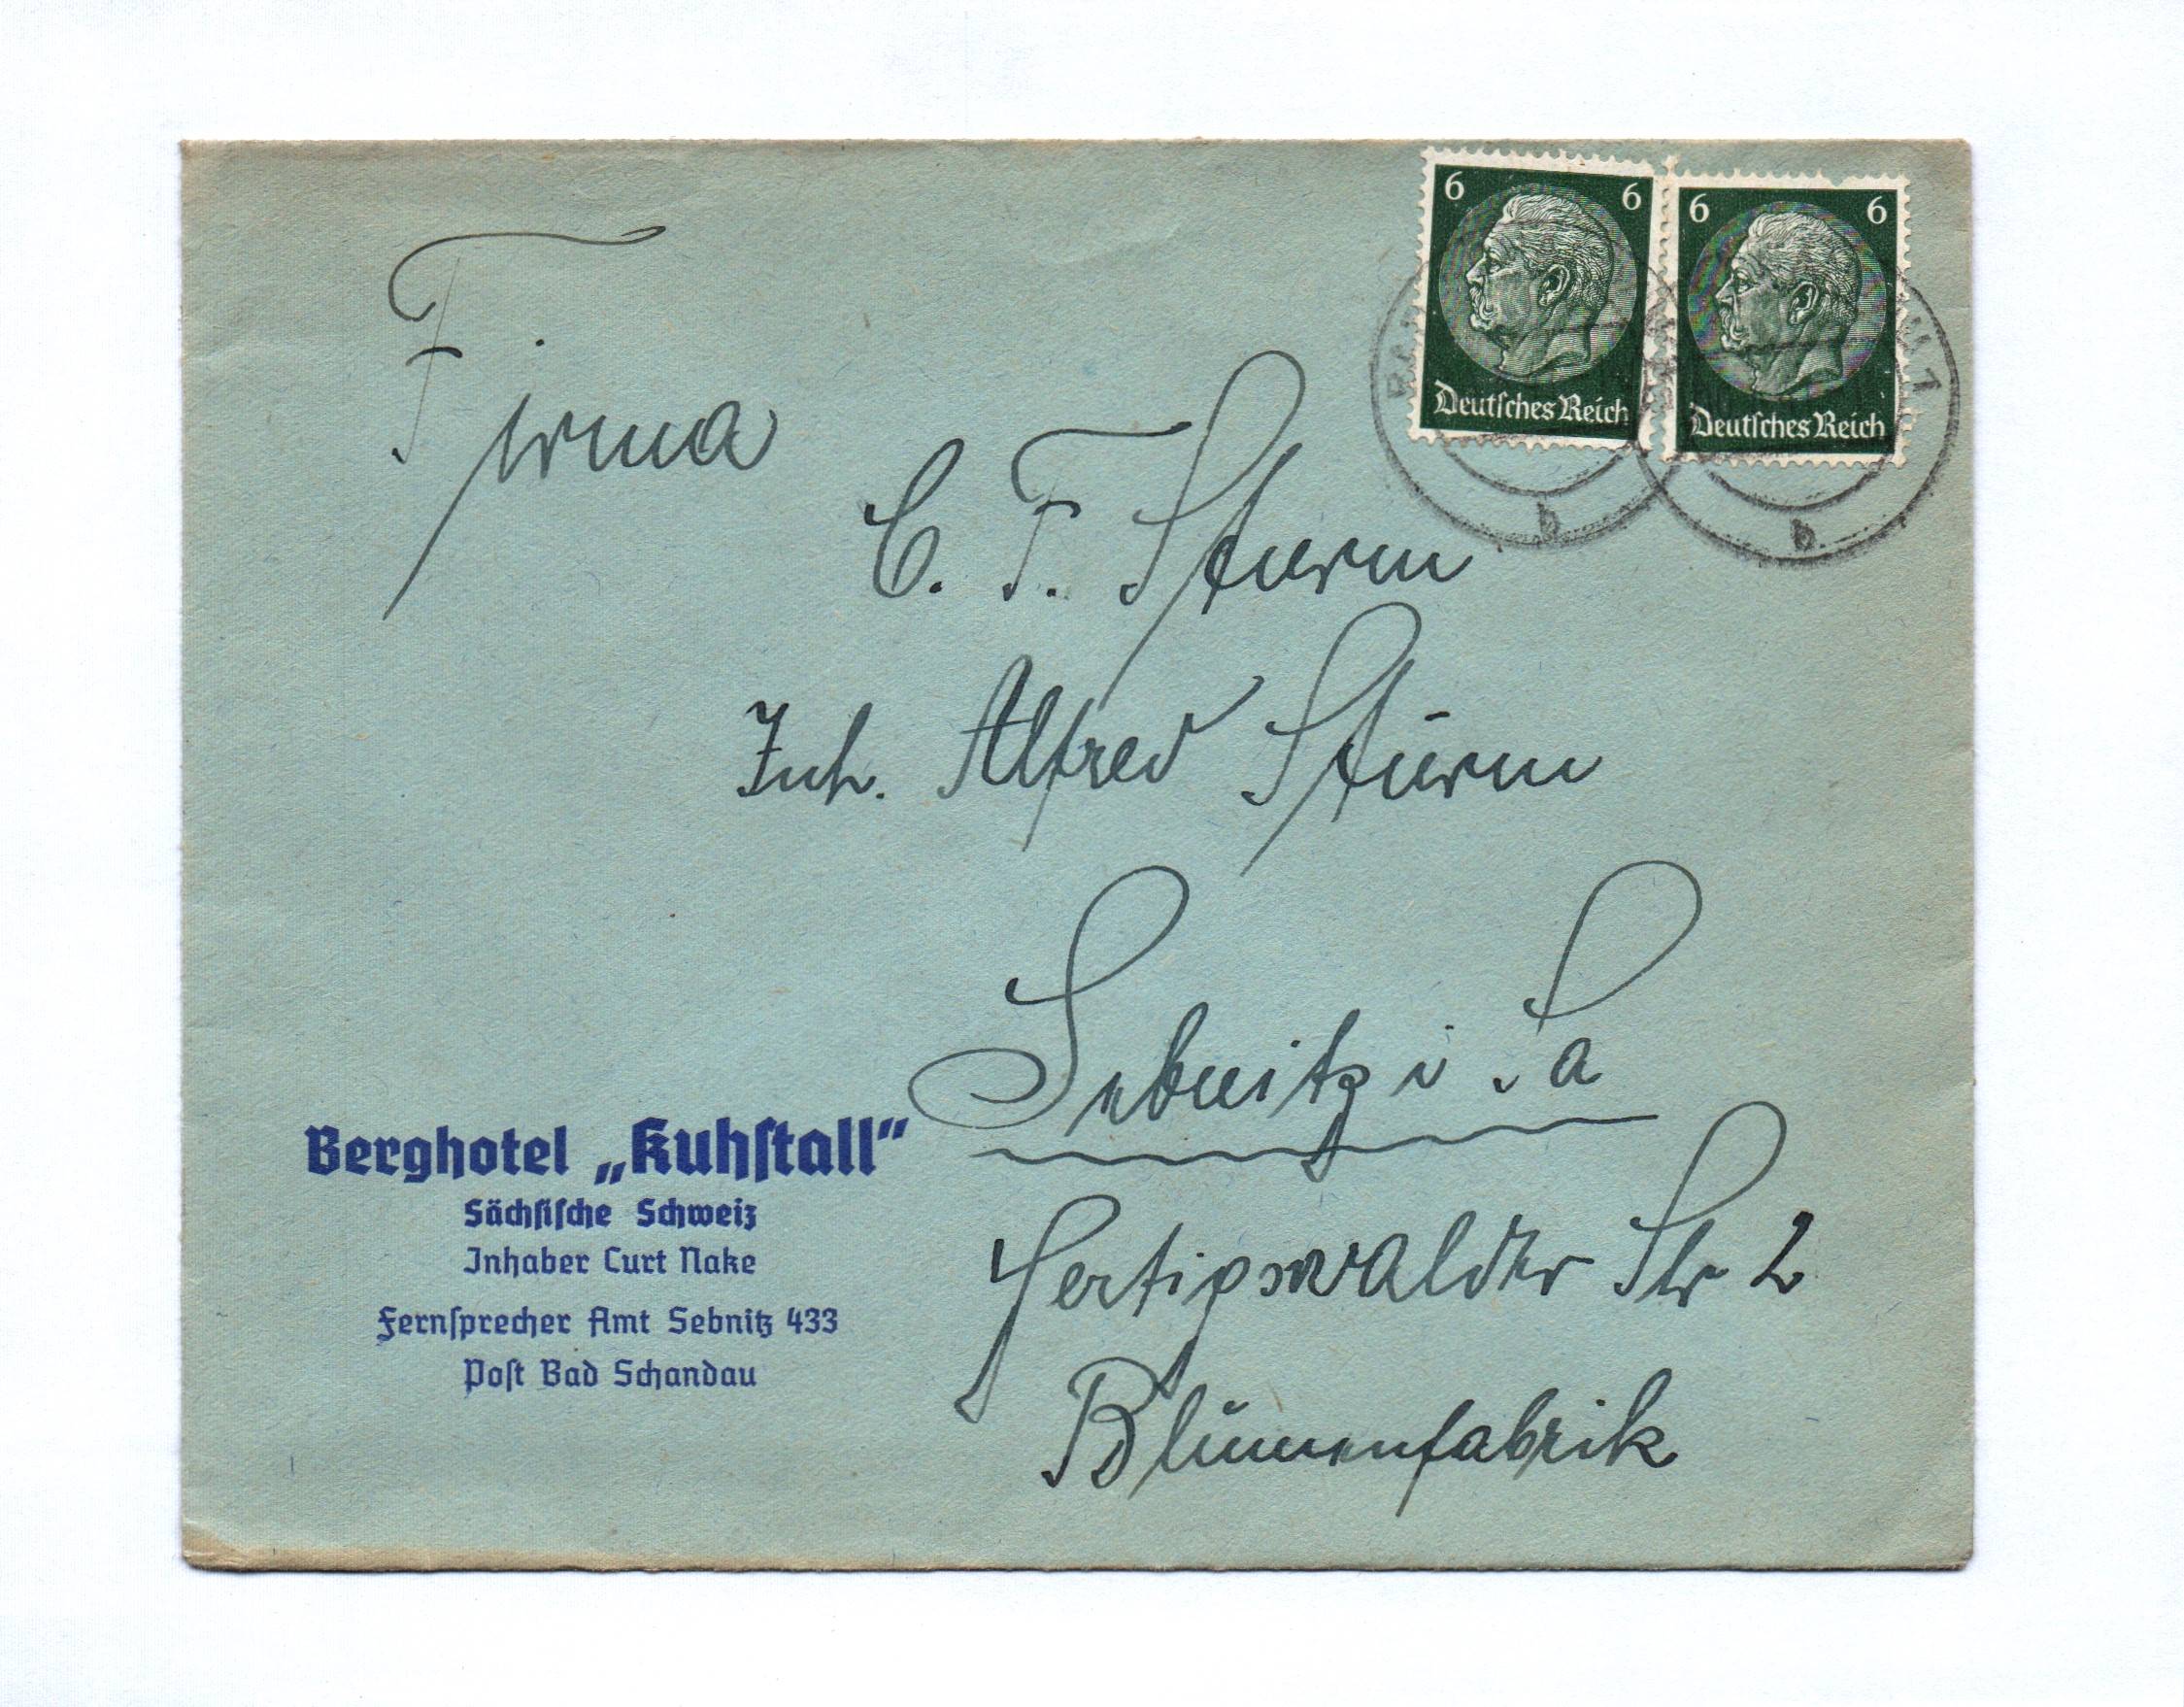 6 6
Deutsches Reich
6 6
Deutsches Reich
b
b
Firma
C. F. Sturm
Inh. Alfred Sturm
Sebnitz i. Sa
Hertigswalder Str 2
Blumenfabrik
Berghotel „Kuhstall“
Sächsische Schweiz
Inhaber Curt Nake
Fernsprecher Amt Sebnitz 433
Post Bad Schandau